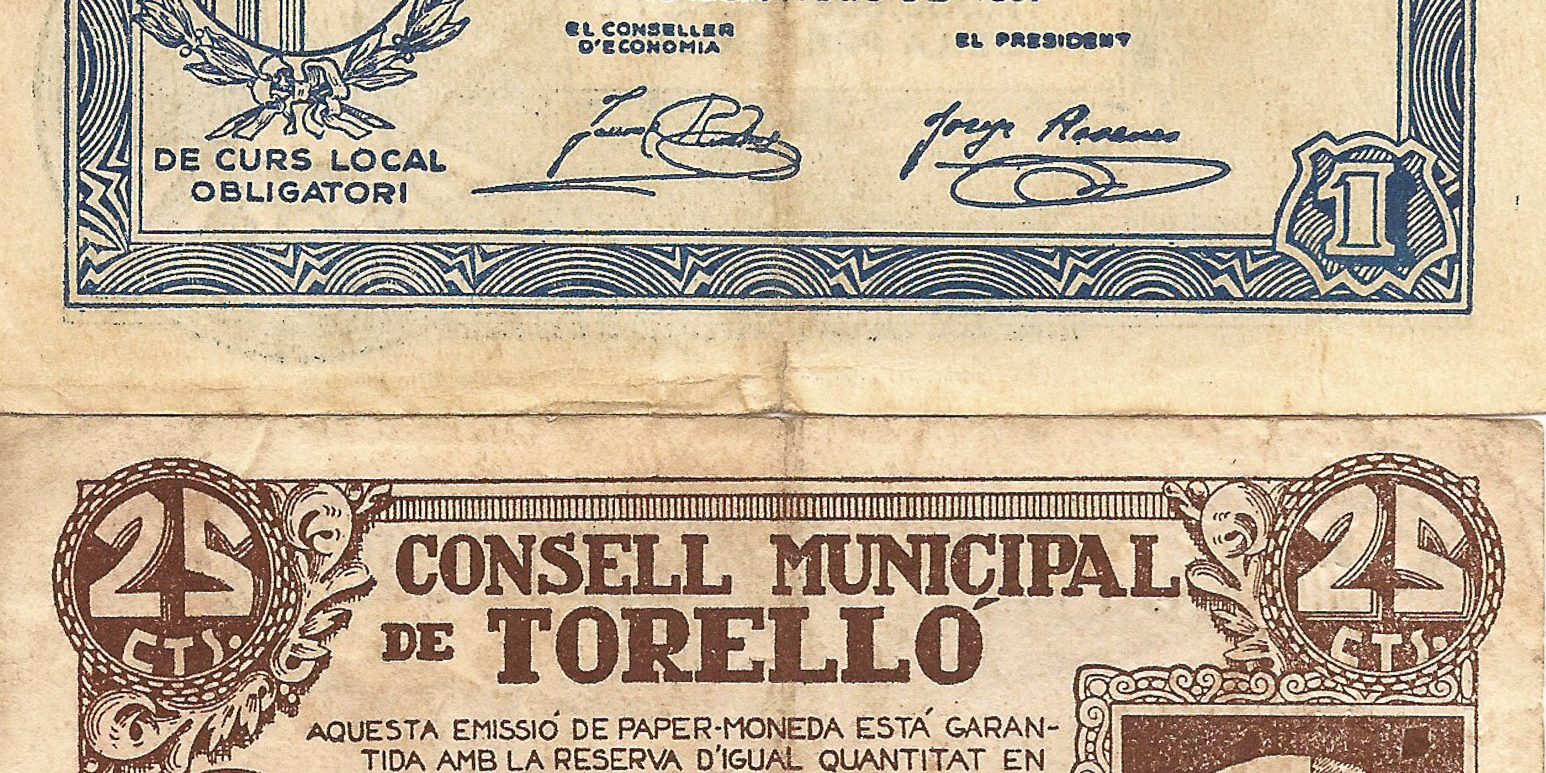 EL CONSELLER
D'ECONOMIA
EL PRESIDENT
DE CURS LOCAL
OBLIGATORI
1
25
CTS.
25
CTS.
CONSELL MUNICIPAL
DE TORELLÓ
AQUESTA EMISSIÓ DE PAPER-MONEDA ESTÁ GARAN-
TIDA AMB LA RESERVA D'IGUAL QUANTITAT EN